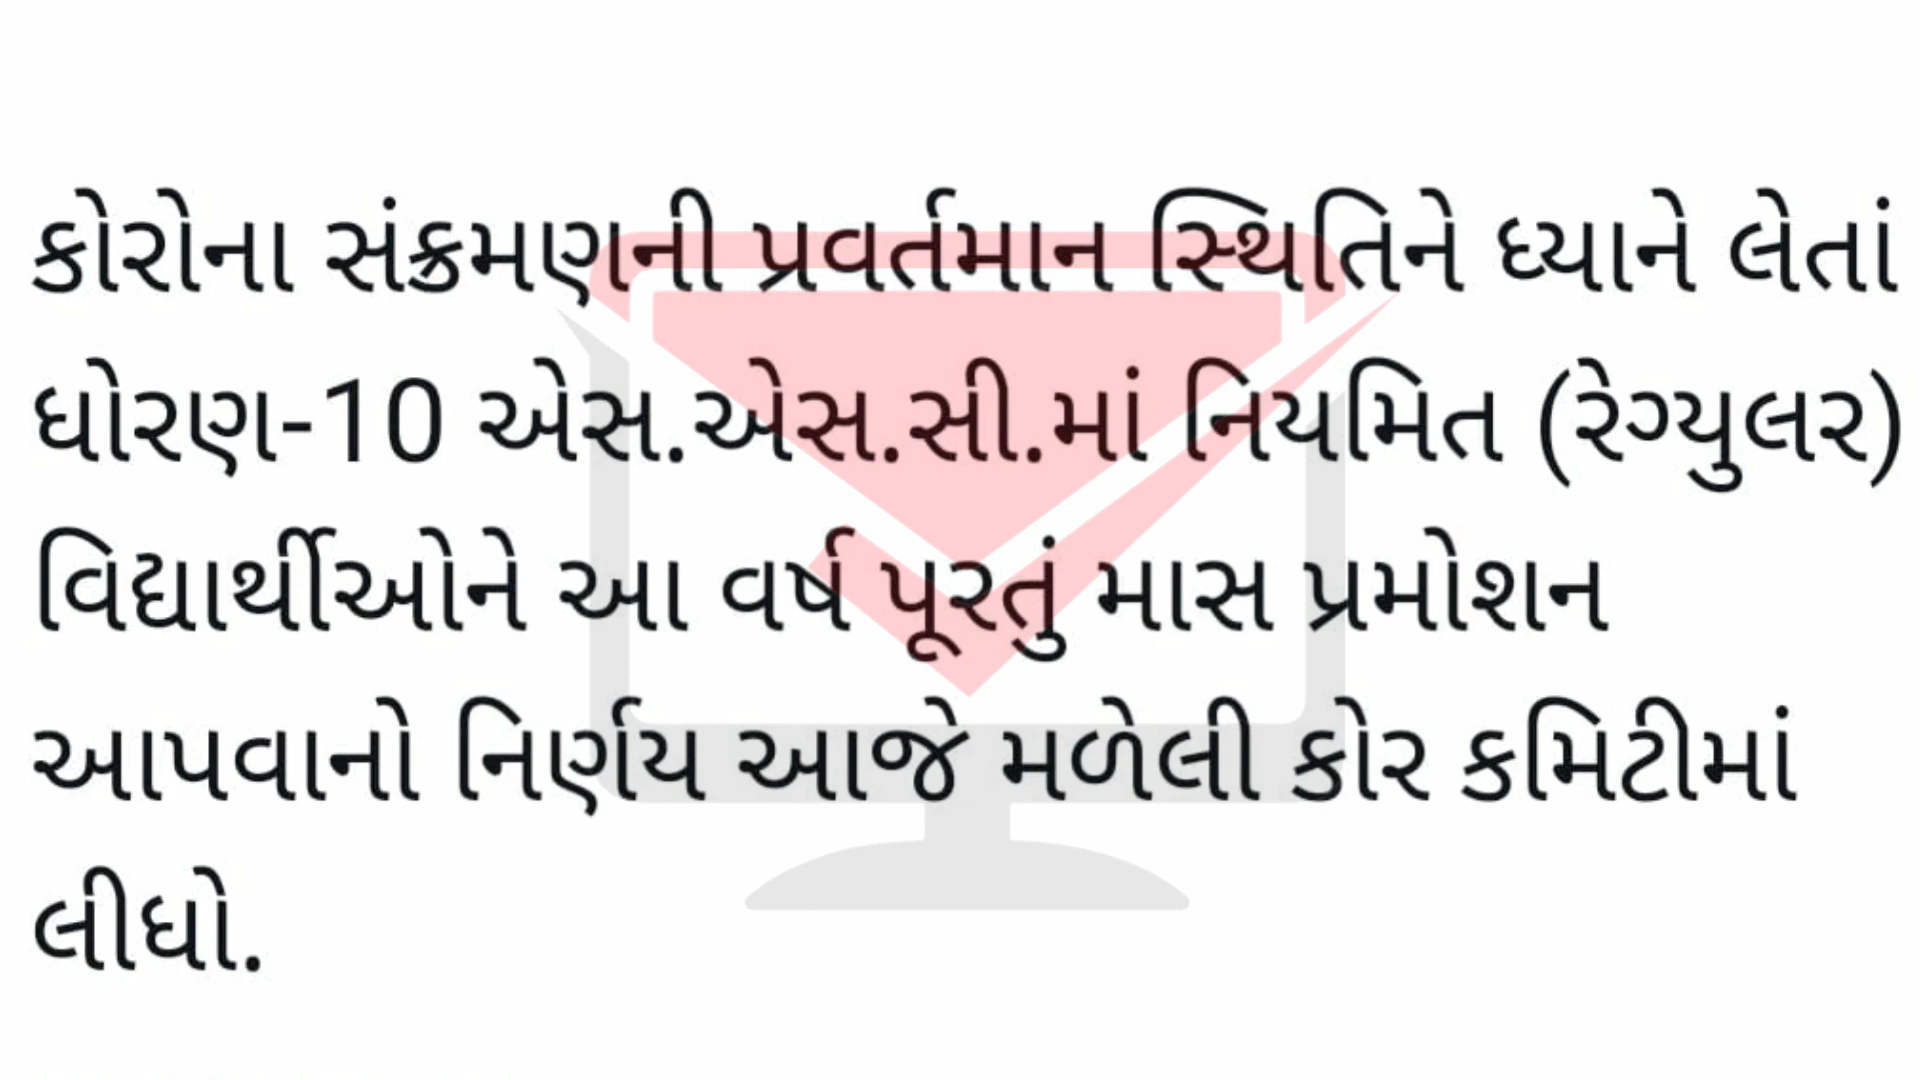 કોરોના સંક્રમણની પ્રવર્તમાન સ્થિતિને ધ્યાને લેતાં
ધોરણ-10 એસ.એસ.સી.માં નિયમિત (રેગ્યુલર)
વિદ્યાર્થીઓને આ વર્ષ પૂરતું માસ પ્રમોશન
આપવાનો નિર્ણય આજે મળેલી કોર કમિટીમાં
લીધો.